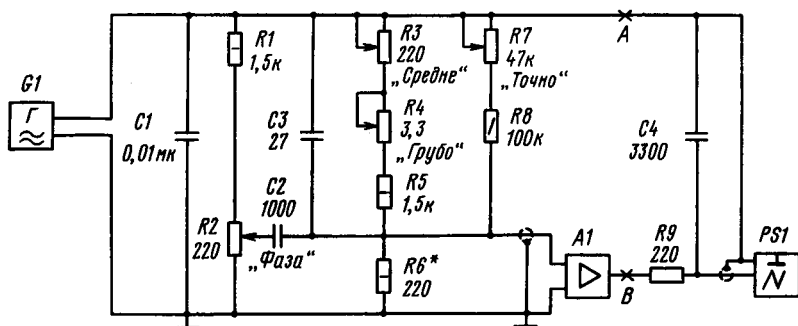 G1
Г
C1
0,01мк
R1
1,5к
R2
220
C2
1000
„Фаза“
C3
27
R3
220
„Средне“
R4
3,3
„Грубо“
R5
1,5к
R6*
220
R7
47к
„Точно“
R8
100к
A
A1
B
R9
220
C4
3300
PS1